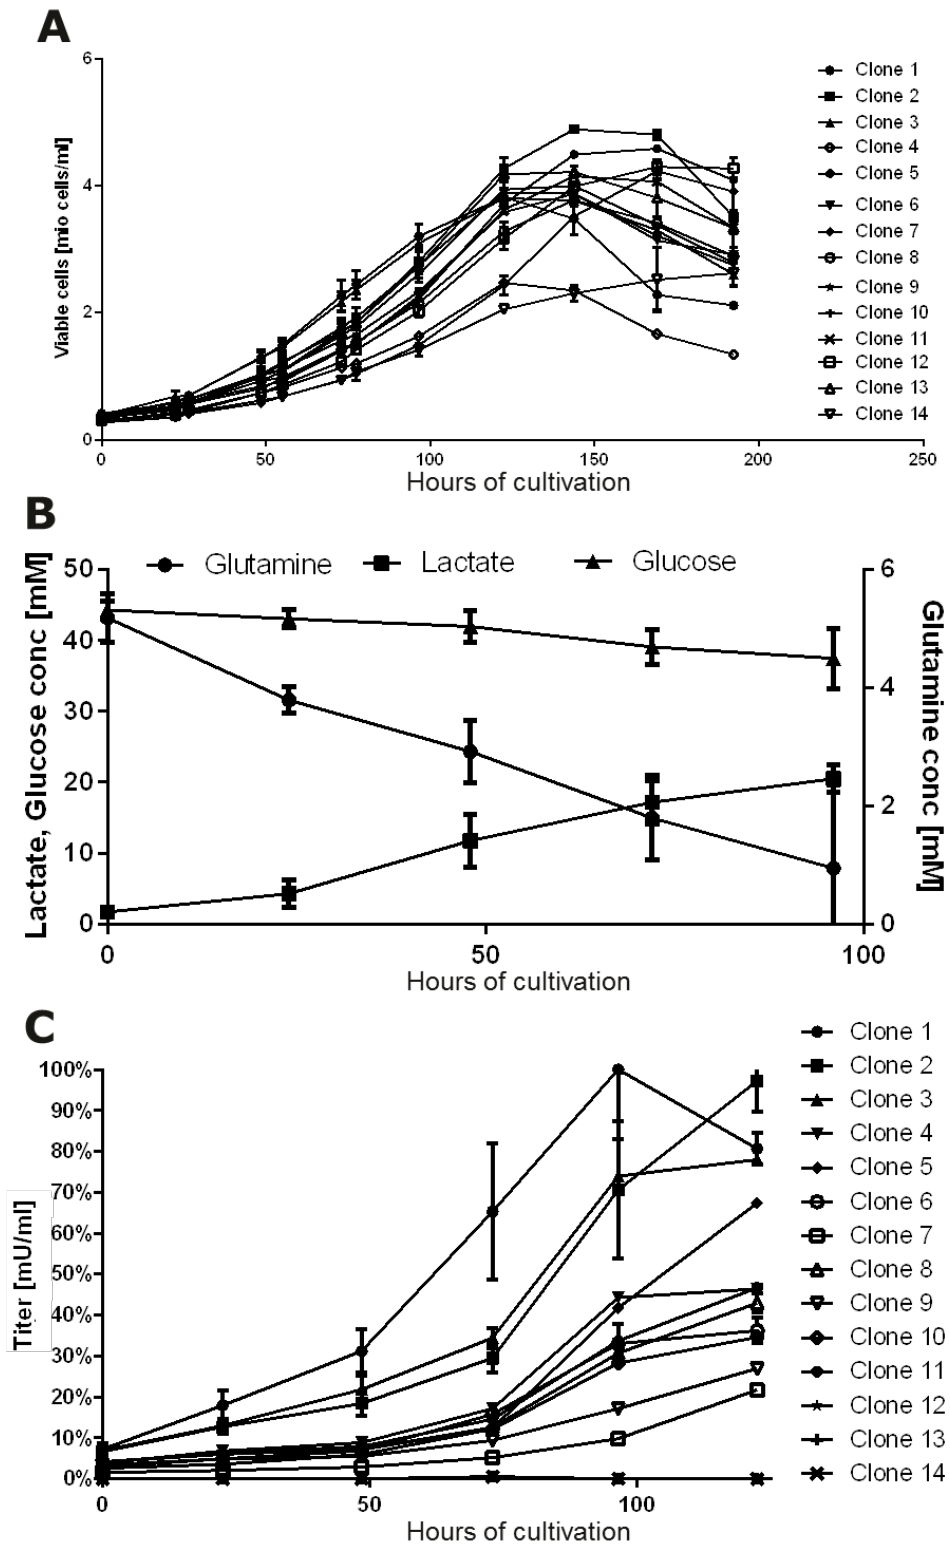 A
Viable cells [mio cells/ml]
6
4
2
0
0 50 100 150 200 250
Hours of cultivation
Clone 1
Clone 2
Clone 3
Clone 4
Clone 5
Clone 6
Clone 7
Clone 8
Clone 9
Clone 10
Clone 11
Clone 12
Clone 13
Clone 14
B
Glutamine Lactate Glucose
Lactate, Glucose conc [mM]
50
40
30
20
10
0
6
4
2
0
Glutamine conc [mM]
0 50 100
Hours of cultivation
C
Titer [mU/ml]
100%
90%
80%
70%
60%
50%
40%
30%
20%
10%
0%
0 50 100
Hours of cultivation
Clone 1
Clone 2
Clone 3
Clone 4
Clone 5
Clone 6
Clone 7
Clone 8
Clone 9
Clone 10
Clone 11
Clone 12
Clone 13
Clone 14